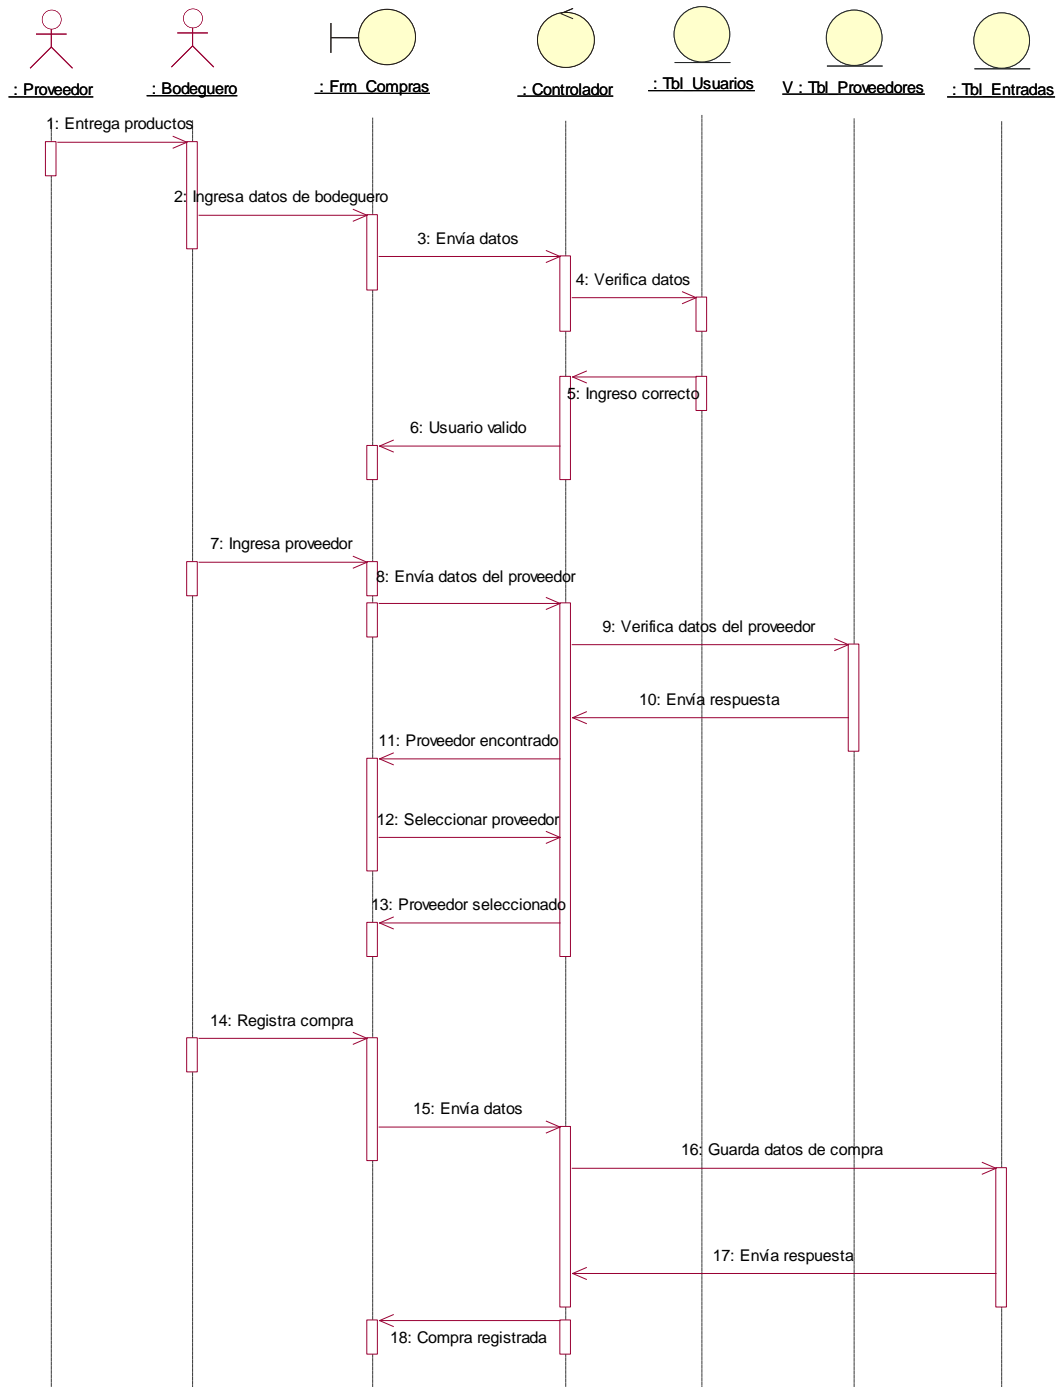 : Proveedor
: Bodeguero
: Frm_Compras
: Controlador
: Tbl_Usuarios
V : Tbl_Proveedores
: Tbl_Entradas
1: Entrega productos
2: Ingresa datos de bodeguero
3: Envía datos
4: Verifica datos
5: Ingreso correcto
6: Usuario valido
7: Ingresa proveedor
8: Envía datos del proveedor
9: Verifica datos del proveedor
10: Envía respuesta
11: Proveedor encontrado
12: Seleccionar proveedor
13: Proveedor seleccionado
14: Registra compra
15: Envía datos
16: Guarda datos de compra
17: Envía respuesta
18: Compra registrada